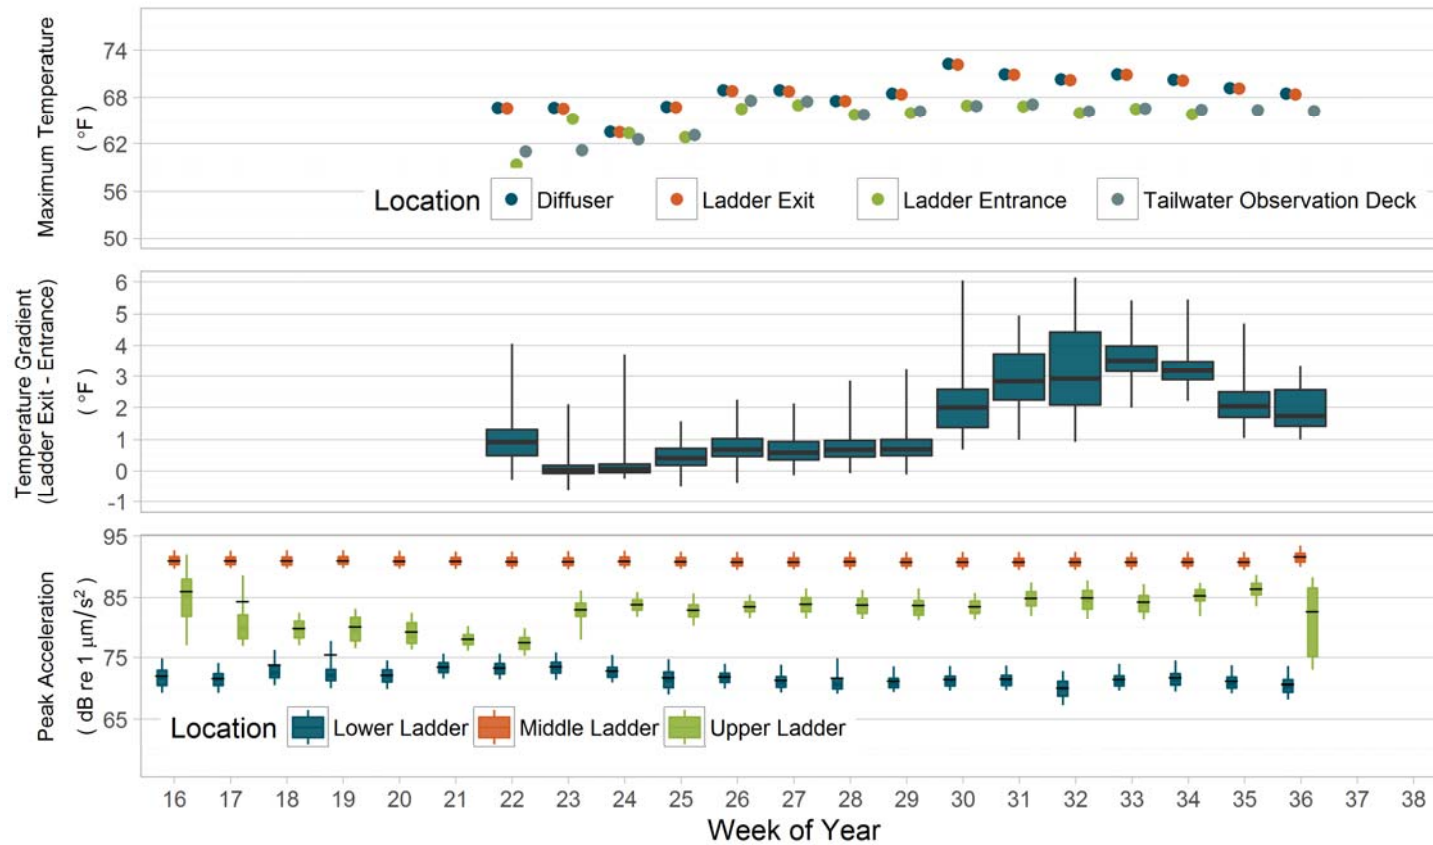 Maximum Temperature
( °F )
74
68
62
56
50
Location Diffuser Ladder Exit Ladder Entrance Tailwater Observation Deck
Temperature Gradient
(Ladder Exit - Entrance)
( °F )
6
5
4
3
2
1
0
-1
Peak Acceleration
( dB re 1 μm/s²)
95
85
75
65
Location Lower Ladder Middle Ladder Upper Ladder
16 17 18 19 20 21 22 23 24 25 26 27 28 29 30 31 32 33 34 35 36 37 38
Week of Year